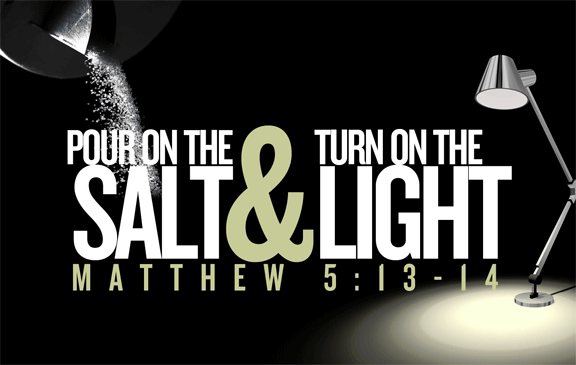 POUR ON THE
SALT
&
TURN ON THE
LIGHT
MATTHEW 5:13-14